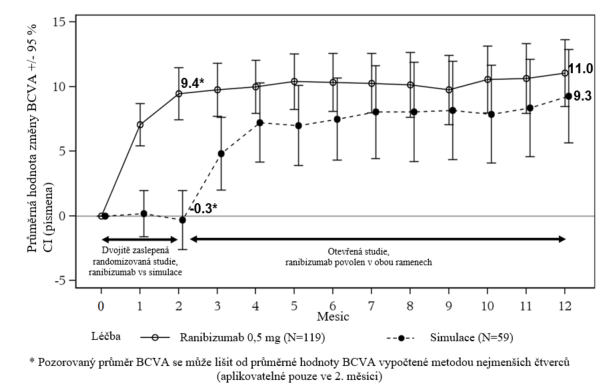 Průměrná hodnota změny BCVA +/- 95 %
CI (písmena)
15
10
5
0
-5
9.4*
-0.3*
11.0
9.3
Dvojitě zaslepená
randomizovaná studie,
ranibizumab vs simulace
Otevřená studie,
ranibizumab povolen v obou ramenech
0 1 2 3 4 5 6 7 8 9 10 11 12
Mesic
Léčba Ranibizumab 0,5 mg (N=119) Simulace (N=59)
* Pozorovaný průměr BCVA se může lišit od průměrné hodnoty BCVA vypočtené metodou nejmenších čtverců
(aplikovatelné pouze ve 2. měsíci)